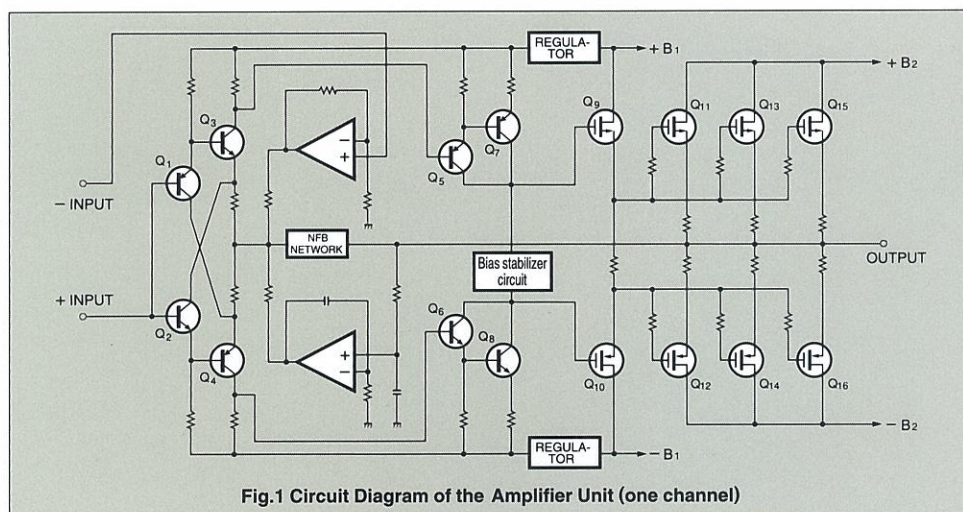 REGULA-
TOR
+ B₁
+ B₂
Q₃
Q₉
Q₁₁
Q₁₃
Q₁₅
Q₁
−
+
Q₇
Q₅
− INPUT
NFB
NETWORK
OUTPUT
Bias stabilizer
circuit
+ INPUT
Q₂
Q₆
Q₈
+
−
Q₄
Q₁₀
Q₁₂
Q₁₄
Q₁₆
− B₂
REGULA-
TOR
− B₁
Fig.1 Circuit Diagram of the Amplifier Unit (one channel)